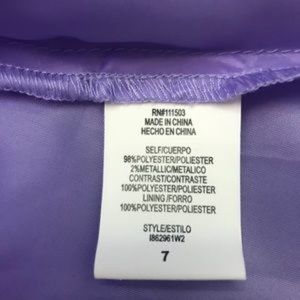 RN#111503
MADE IN CHINA
HECHO EN CHINA
SELF/CUERPO
98%POLYESTER/POLIESTER
2%METALLIC/METALICO
CONTRAST/CONTRASTE
100%POLYESTER/POLIESTER
LINING/FORRO
100%POLYESTER/POLIESTER
STYLE/ESTILO
I862961W2
7